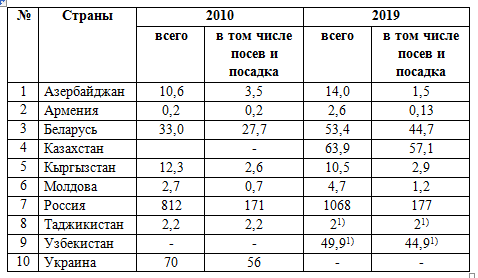 № Страны 2010 2019
всего в том числе посев и посадка всего в том числе посев и посадка
1 Азербайджан 10,6 3,5 14,0 1,5
2 Армения 0,2 0,2 2,6 0,13
3 Беларусь 33,0 27,7 53,4 44,7
4 Казахстан - 63,9 57,1
5 Кыргызстан 12,3 2,6 10,5 2,9
6 Молдова 2,7 0,7 4,7 1,2
7 Россия 812 171 1068 177
8 Таджикистан 2,2 2,2 2¹⁾ 2¹⁾
9 Узбекистан - - 49,9¹⁾ 44,9¹⁾
10 Украина 70 56 - -